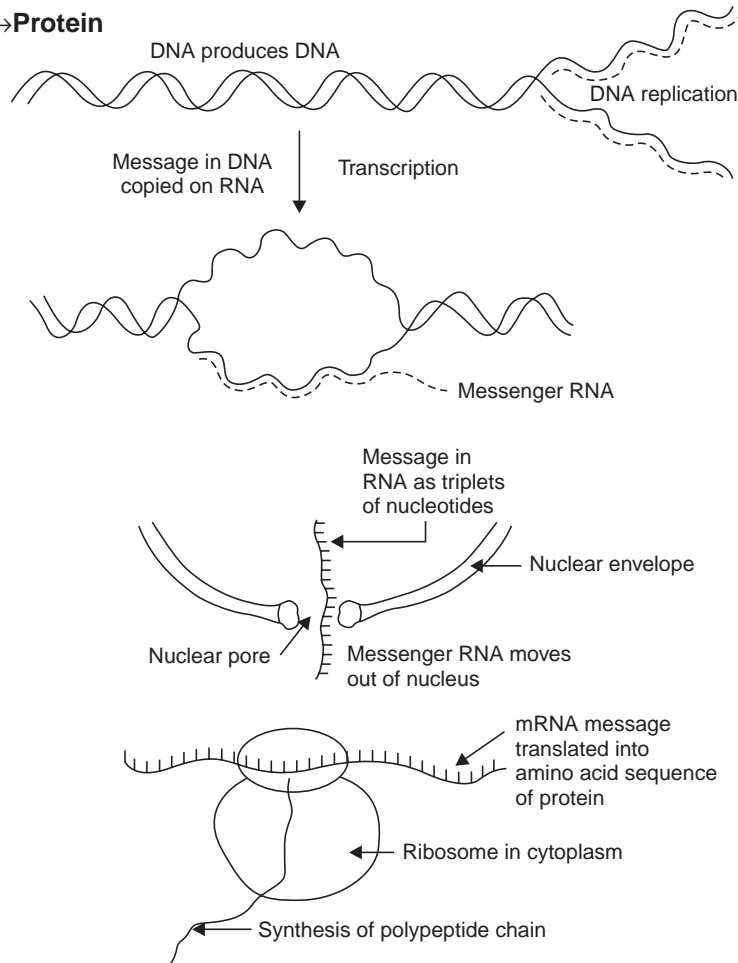 →Protein
DNA produces DNA
DNA replication
Message in DNA
copied on RNA
Transcription
Messenger RNA
Message in
RNA as triplets
of nucleotides
Nuclear envelope
Nuclear pore
Messenger RNA moves
out of nucleus
mRNA message
translated into
amino acid sequence
of protein
Ribosome in cytoplasm
Synthesis of polypeptide chain